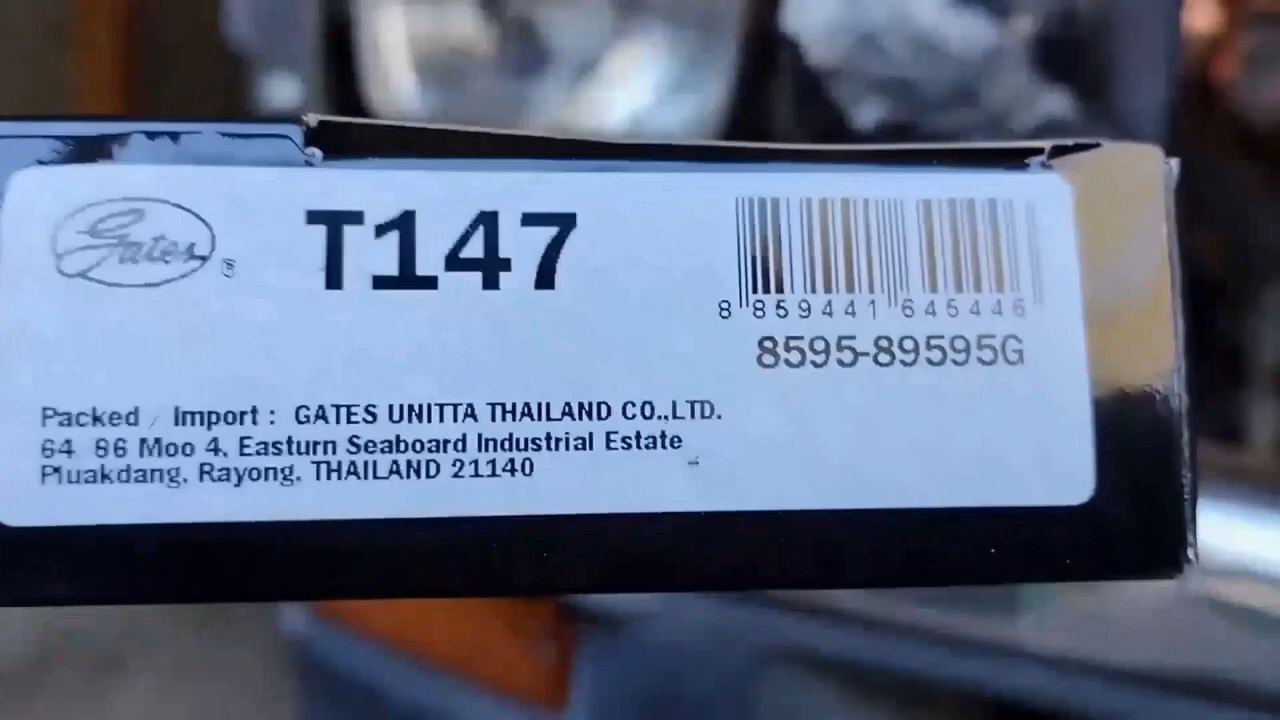 Gates ®
T147
8 859441 645446
8595-89595G
Packed / Import : GATES UNITTA THAILAND CO.,LTD.
64 86 Moo 4, Easturn Seaboard Industrial Estate
Pluakdang, Rayong, THAILAND 21140